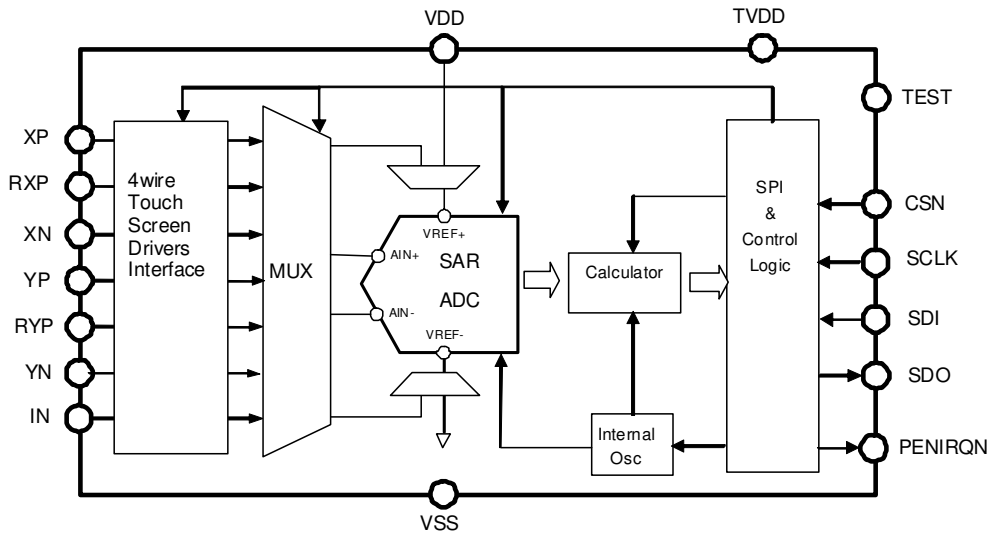 VDD
TVDD
TEST
XP
RXP
XN
YP
RYP
YN
IN
4wire
Touch
Screen
Drivers
Interface
MUX
VREF+
AIN+
SAR
ADC
AIN-
VREF-
Calculator
Internal
Osc
SPI
&
Control
Logic
CSN
SCLK
SDI
SDO
PENIRQN
VSS